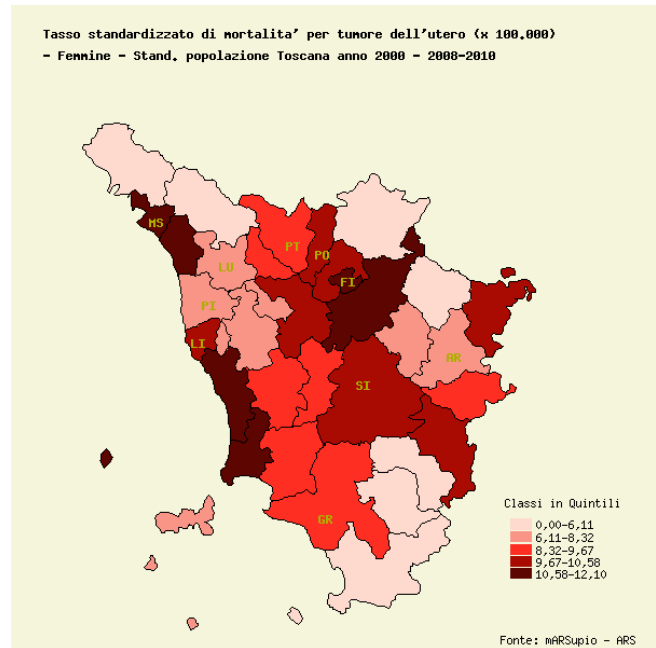 Tasso standardizzato di mortalita' per tumore dell'utero (x 100.000)
- Femmine - Stand. popolazione Toscana anno 2000 - 2008-2010
MS
PT
PO
LU
FI
PI
LI
AR
SI
GR
Classi in Quintili
0,00-6,11
6,11-8,32
8,32-9,67
9,67-10,58
10,58-12,10
Fonte: mARSupio - ARS